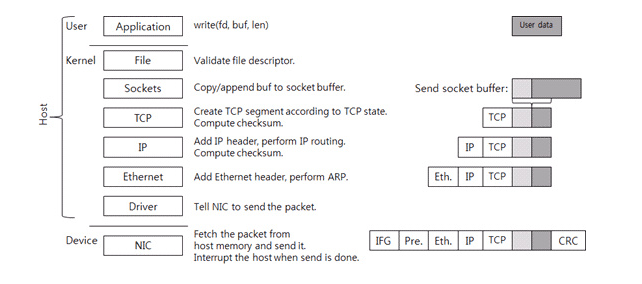 User Application write(fd, buf, len) User data
Kernel File Validate file descriptor.
Sockets Copy/append buf to socket buffer. Send socket buffer:
TCP Create TCP segment according to TCP state.
Compute checksum. TCP
Host
IP Add IP header, perform IP routing.
Compute checksum. IP TCP
Ethernet Add Ethernet header, perform ARP. Eth. IP TCP
Driver Tell NIC to send the packet.
Device NIC Fetch the packet from
host memory and send it.
Interrupt the host when send is done. IFG Pre. Eth. IP TCP CRC